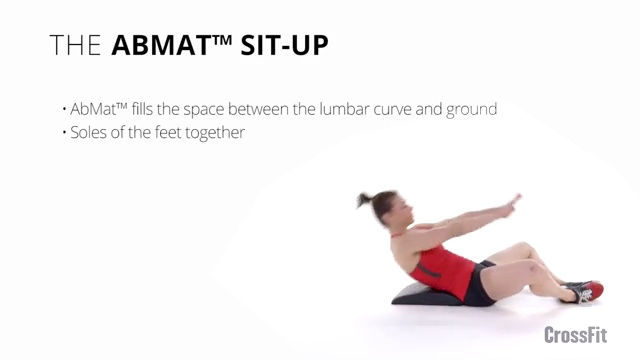 THE ABMAT™ SIT-UP
• AbMat™ fills the space between the lumbar curve and ground
• Soles of the feet together
CrossFit